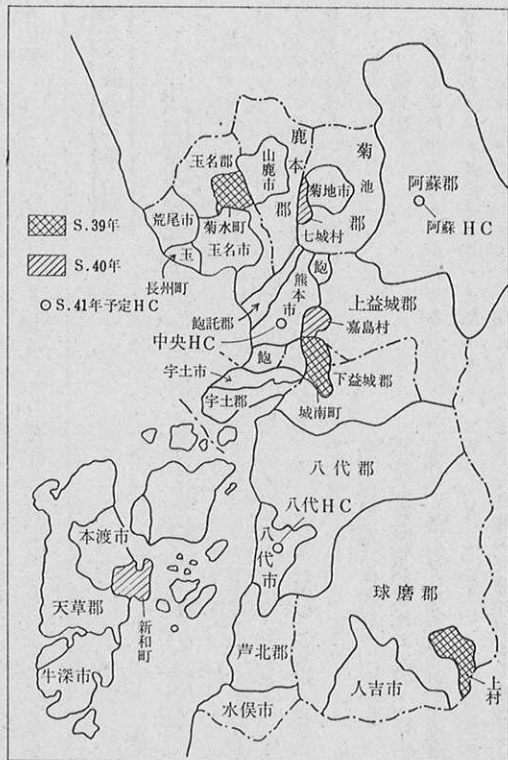 鹿本郡
菊池郡
玉名郡
山鹿市
菊地市
阿蘇郡
阿蘇HC
荒尾市
菊水町
玉名市
七城村
玉
長州町
S.39年
S.40年
S.41年予定HC
飽
熊本市
飽託郡
中央HC
上益城郡
嘉島村
飽
宇土市
下益城郡
宇土郡
城南町
八代郡
八代HC
八代市
本渡市
新和町
天草郡
牛深市
球磨郡
芦北郡
人吉市
上村
水俣市